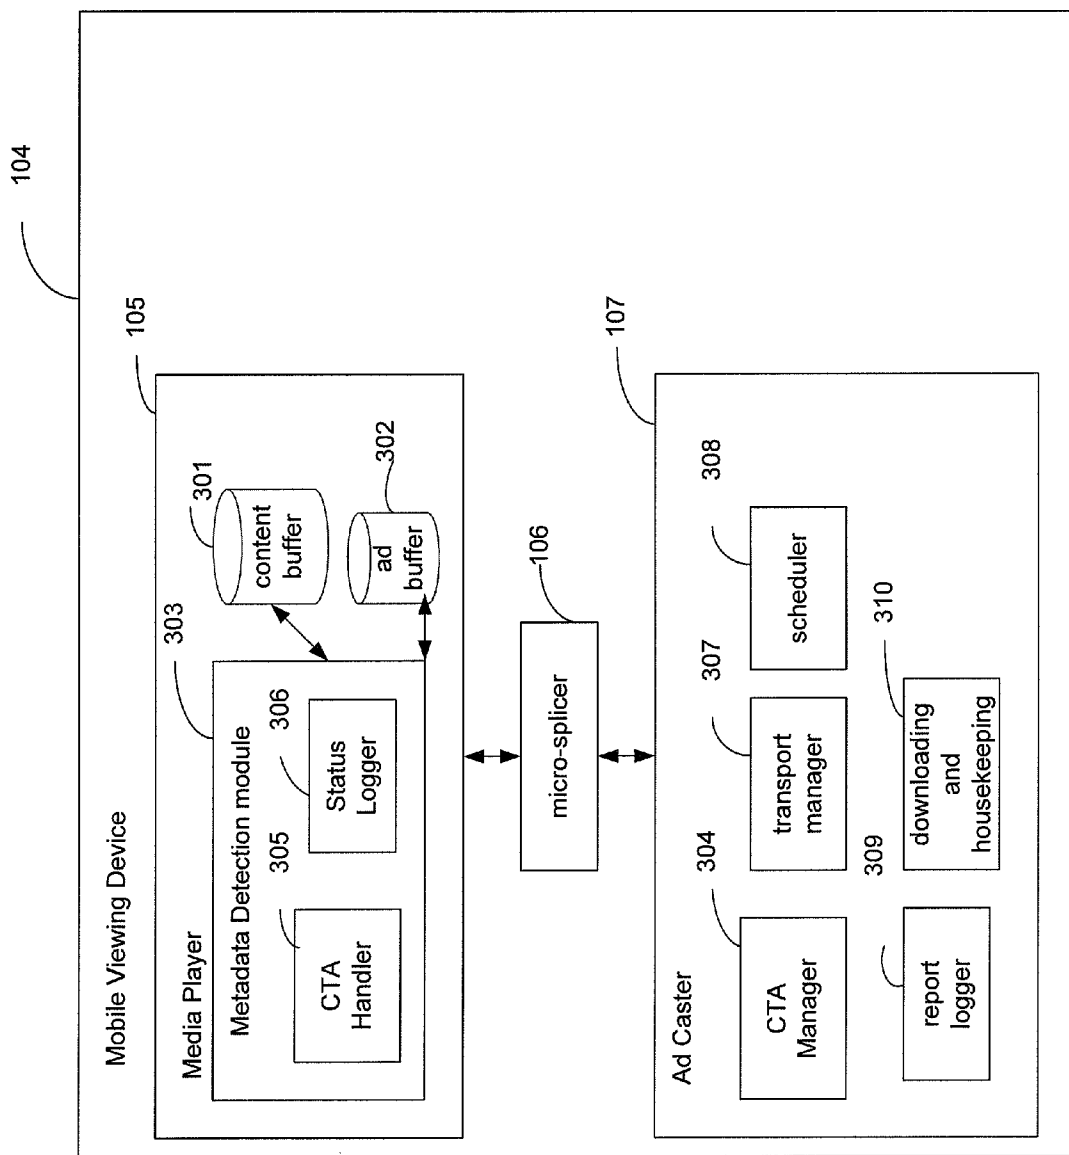 104
Mobile Viewing Device
105
Media Player
303
Metadata Detection module
305
CTA
Handler
306
Status
Logger
301
content
buffer
302
ad
buffer
106
micro-splicer
107
Ad Caster
304
CTA
Manager
307
transport
manager
308
scheduler
309
report
logger
310
downloading
and
housekeeping